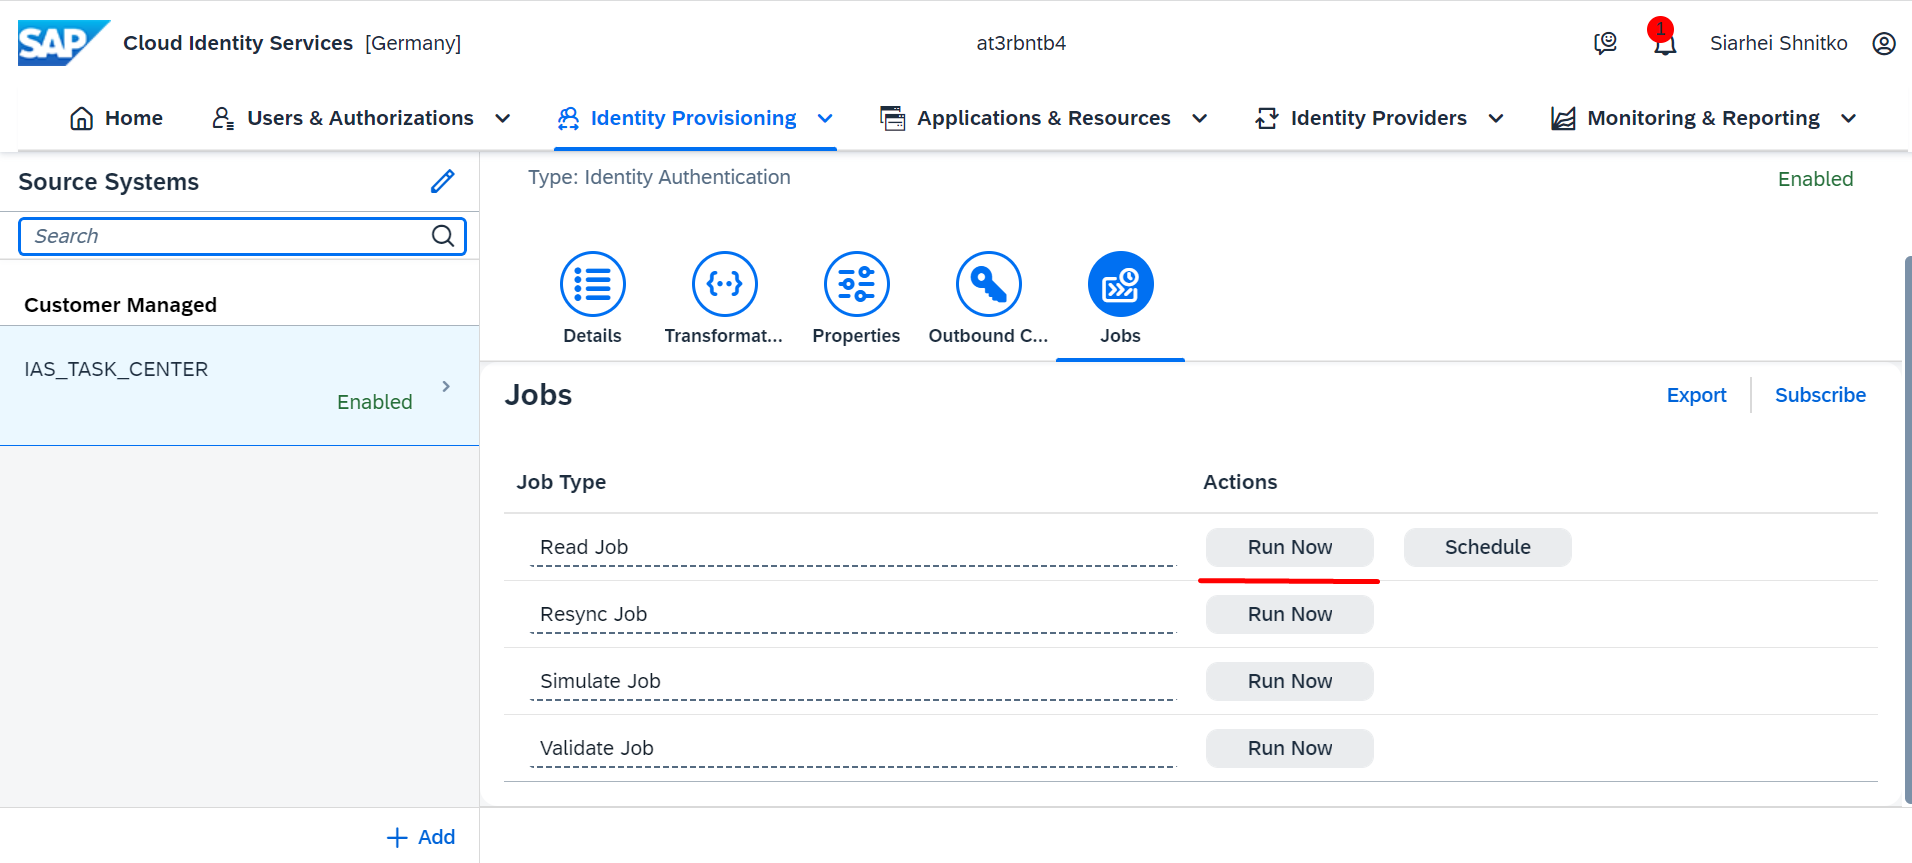 SAP Cloud Identity Services [Germany] at3rbntb4 1 Siarhei Shnitko
Home Users & Authorizations Identity Provisioning Applications & Resources Identity Providers Monitoring & Reporting
Source Systems
Search
Customer Managed
IAS_TASK_CENTER
Enabled
Add
Type: Identity Authentication Enabled
Details Transformat... Properties Outbound C... Jobs
Jobs Export Subscribe
Job Type Actions
Read Job Run Now Schedule
Resync Job Run Now
Simulate Job Run Now
Validate Job Run Now